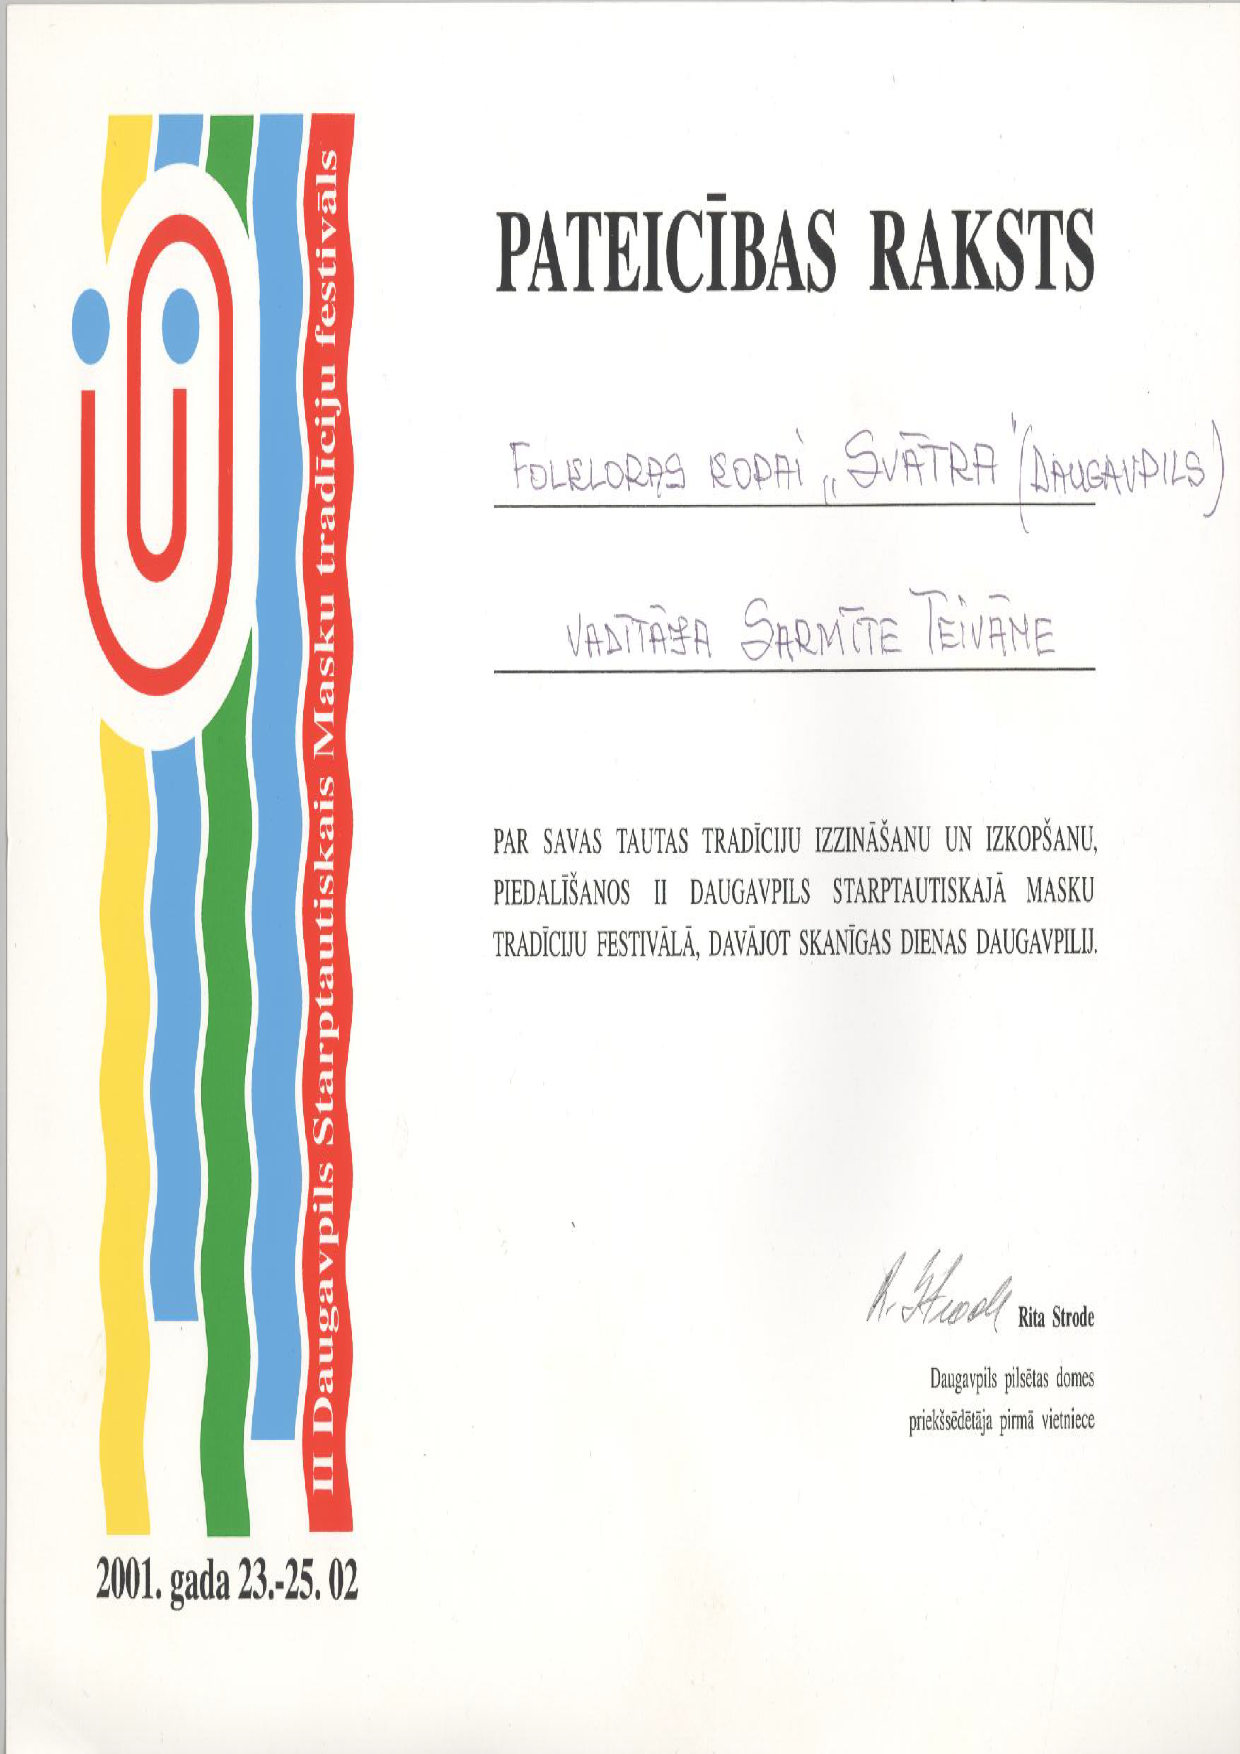 PATEICĪBAS RAKSTS
FOLKLORAS KOPAI „SVĀTRA" (DAUGAVPILS)
VADĪTĀJA SARMĪTE TEIVĀNE
PAR SAVAS TAUTAS TRADĪCIJU IZZINĀŠANU UN IZKOPŠANU,
PIEDALĪŠANOS II DAUGAVPILS STARPTAUTISKAJĀ MASKU
TRADĪCIJU FESTIVĀLĀ, DAVĀJOT SKANĪGAS DIENAS DAUGAVPILIJ.
R. Strode Rita Strode
Daugavpils pilsētas domes
priekšsēdētāja pirmā vietniece
II Daugavpils Starptautiskais Masku tradīciju festivāls
2001. gada 23.-25. 02